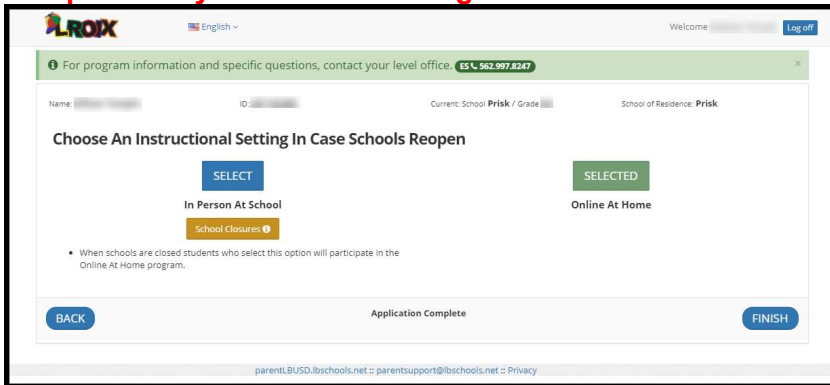 LROIX
English
Welcome
Log off
For program information and specific questions, contact your level office. ES 562.997.8247 ×
Name:
ID:
Current: School Prisk / Grade
School of Residence: Prisk
Choose An Instructional Setting In Case Schools Reopen
SELECT
SELECTED
In Person At School
Online At Home
School Closures
• When schools are closed students who select this option will participate in the
Online At Home program.
BACK
Application Complete
FINISH
parentLBUSD.lbschools.net :: parentsupport@lbschools.net :: Privacy